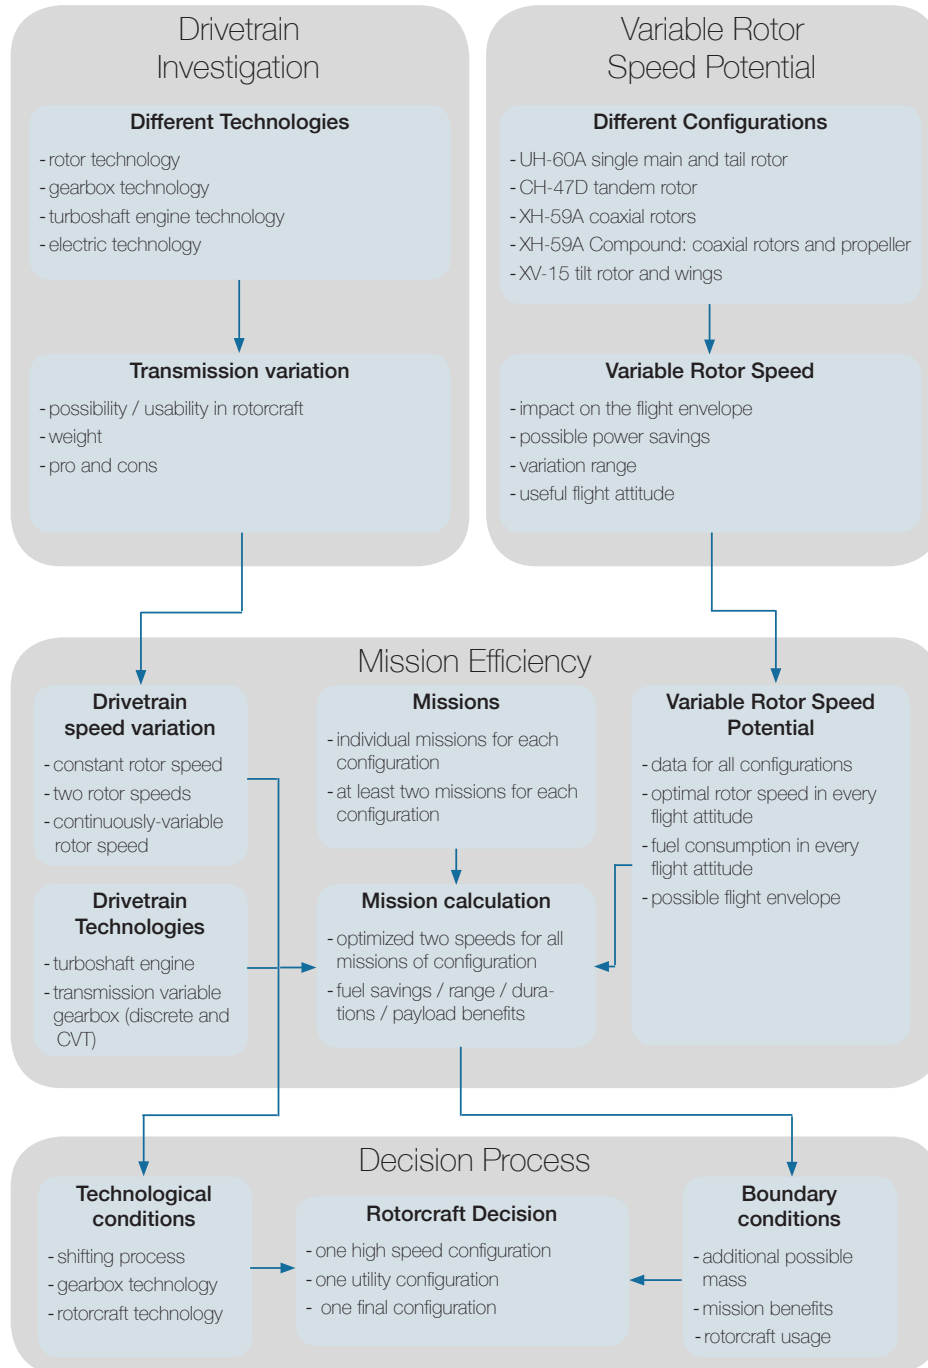 Drivetrain
Investigation
Different Technologies
- rotor technology
- gearbox technology
- turboshaft engine technology
- electric technology
Transmission variation
- possibility / usability in rotorcraft
- weight
- pro and cons
Variable Rotor
Speed Potential
Different Configurations
- UH-60A single main and tail rotor
- CH-47D tandem rotor
- XH-59A coaxial rotors
- XH-59A Compound: coaxial rotors and propeller
- XV-15 tilt rotor and wings
Variable Rotor Speed
- impact on the flight envelope
- possible power savings
- variation range
- useful flight attitude
Mission Efficiency
Drivetrain
speed variation
- constant rotor speed
- two rotor speeds
- continuously-variable
rotor speed
Drivetrain
Technologies
- turboshaft engine
- transmission variable
gearbox (discrete and
CVT)
Missions
- individual missions for each
configuration
- at least two missions for each
configuration
Mission calculation
- optimized two speeds for all
missions of configuration
- fuel savings / range / dura-
tions / payload benefits
Variable Rotor Speed
Potential
- data for all configurations
- optimal rotor speed in every
flight attitude
- fuel consumption in every
flight attitude
- possible flight envelope
Decision Process
Technological
conditions
- shifting process
- gearbox technology
- rotorcraft technology
Rotorcraft Decision
- one high speed configuration
- one utility configuration
- one final configuration
Boundary
conditions
- additional possible
mass
- mission benefits
- rotorcraft usage